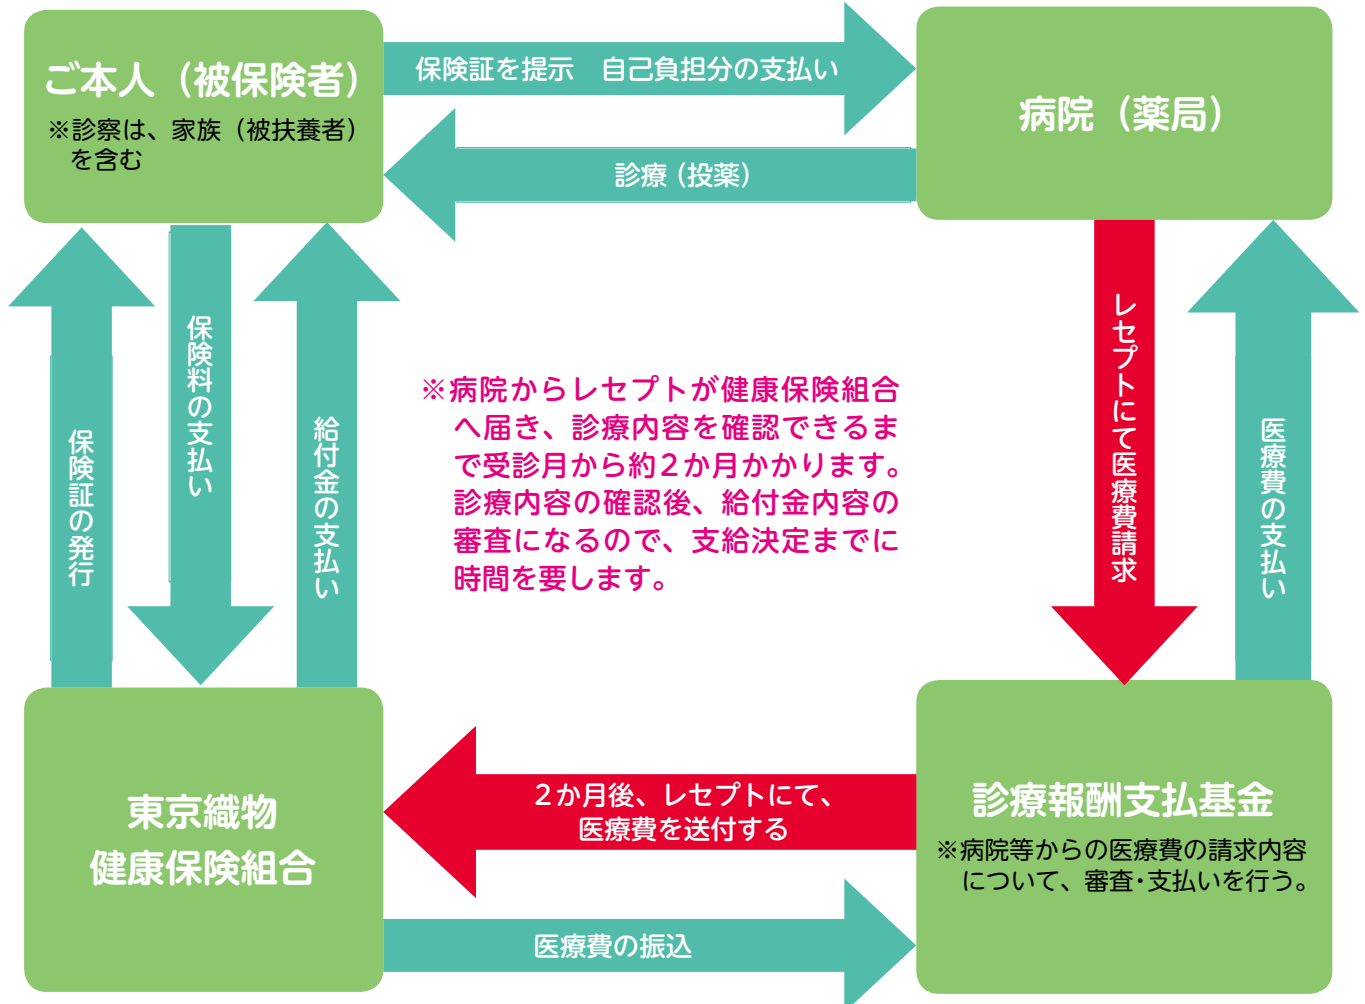 ご本人（被保険者）
※診察は、家族（被扶養者）
を含む
保険証を提示　自己負担分の支払い
診療（投薬）
病院（薬局）
保険証の発行
保険料の支払い
給付金の支払い
※病院からレセプトが健康保険組合
へ届き、診療内容を確認できるま
で受診月から約２か月かかります。
診療内容の確認後、給付金内容の
審査になるので、支給決定までに
時間を要します。
レセプトにて医療費請求
医療費の支払い
東京織物
健康保険組合
２か月後、レセプトにて、
医療費を送付する
医療費の振込
診療報酬支払基金
※病院等からの医療費の請求内容
について、審査・支払いを行う。